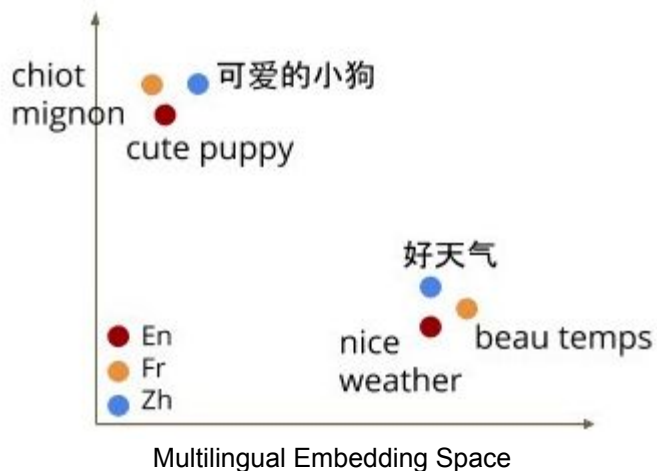 chiot
mignon
可爱的小狗
cute puppy
好天气
beau temps
nice
weather
En
Fr
Zh
Multilingual Embedding Space